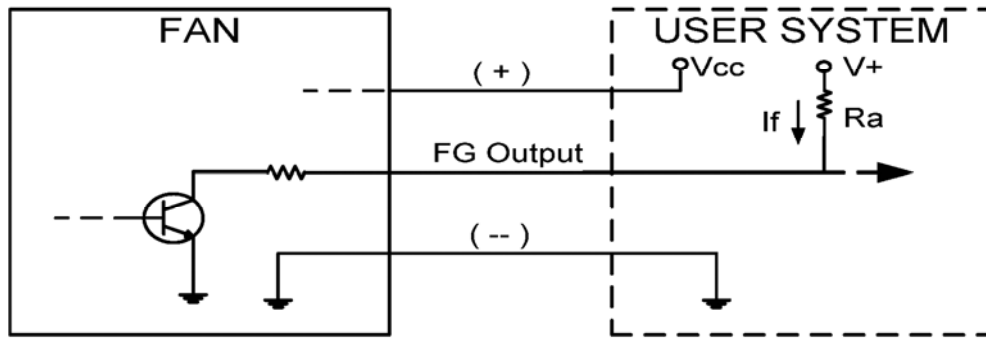 FAN
USER SYSTEM
( + )
Vcc
V+
If
Ra
FG Output
( -- )